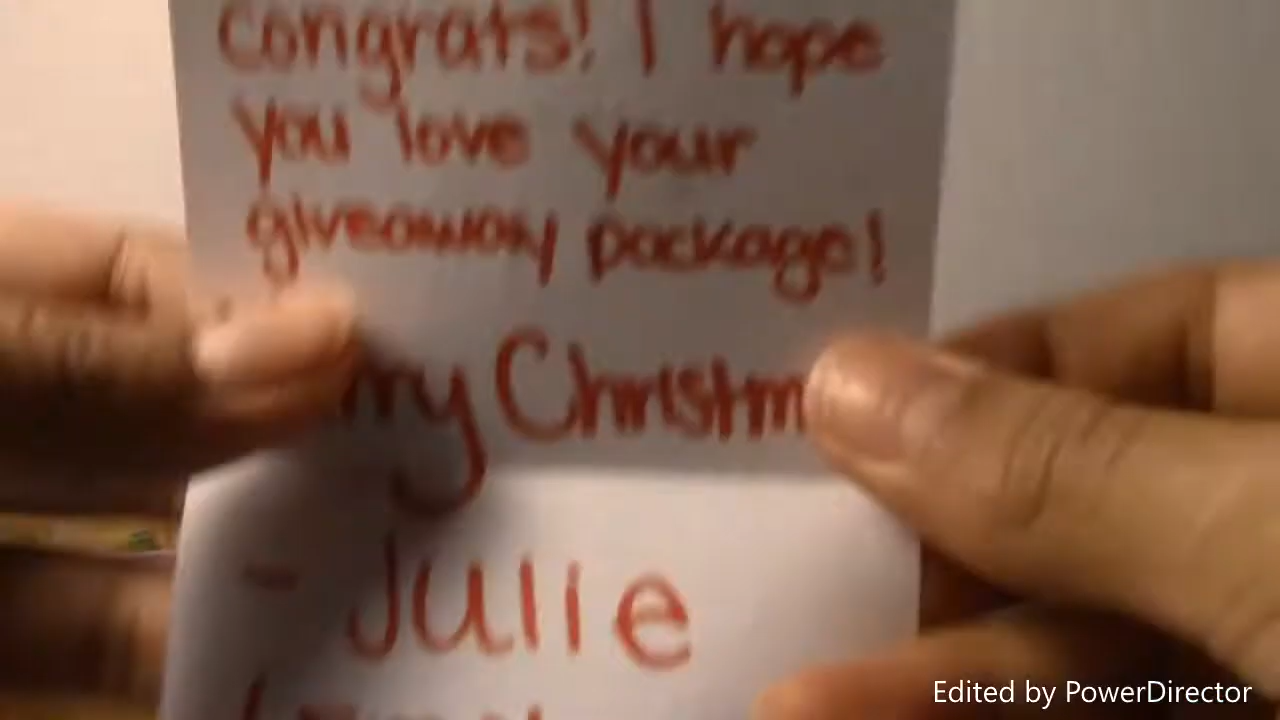 congrats! I hope
you love your
giveaway package!
Christm
- Julie
Edited by PowerDirector